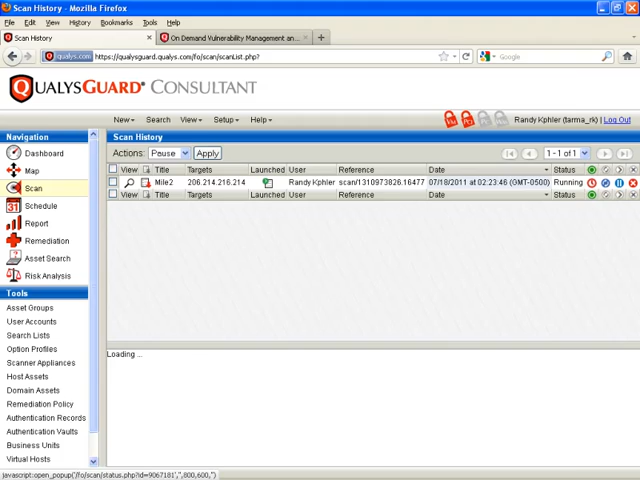 Scan History - Mozilla Firefox
File Edit View History Bookmarks Tools Help
Scan History × On Demand Vulnerability Management an... × +
qualys.com https://qualysguard.qualys.com/fo/scan/scanList.php? Google
QUALYSGUARD® CONSULTANT
New Search View Setup Help Randy Kphler (tarma_rk) | Log Out
Navigation
Dashboard
Map
Scan
Schedule
Report
Remediation
Asset Search
Risk Analysis
Tools
Asset Groups
User Accounts
Search Lists
Option Profiles
Scanner Appliances
Host Assets
Domain Assets
Remediation Policy
Authentication Records
Authentication Vaults
Business Units
Virtual Hosts
Scan History
Actions: Pause Apply 1 - 1 of 1
View Title Targets Launched User Reference Date Status
Mile2 206.214.216.214 Randy Kphler scan/1310973826.16477 07/18/2011 at 02:23:46 (GMT-0500) Running
View Title Targets Launched User Reference Date Status
Loading ...
javascript:open_popup('/fo/scan/status.php?id=9067181','',800,600,'')